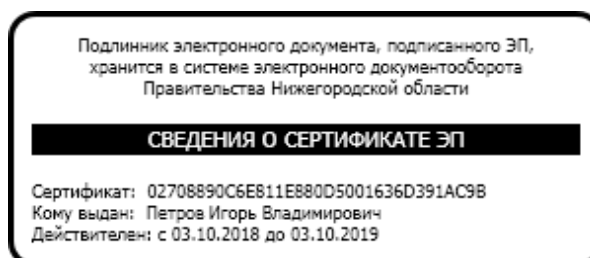 Подлинник электронного документа, подписанного ЭП,
хранится в системе электронного документооборота
Правительства Нижегородской области
СВЕДЕНИЯ О СЕРТИФИКАТЕ ЭП
Сертификат: 02708890C6E811E880D5001636D391AC9B
Кому выдан: Петров Игорь Владимирович
Действителен: с 03.10.2018 до 03.10.2019